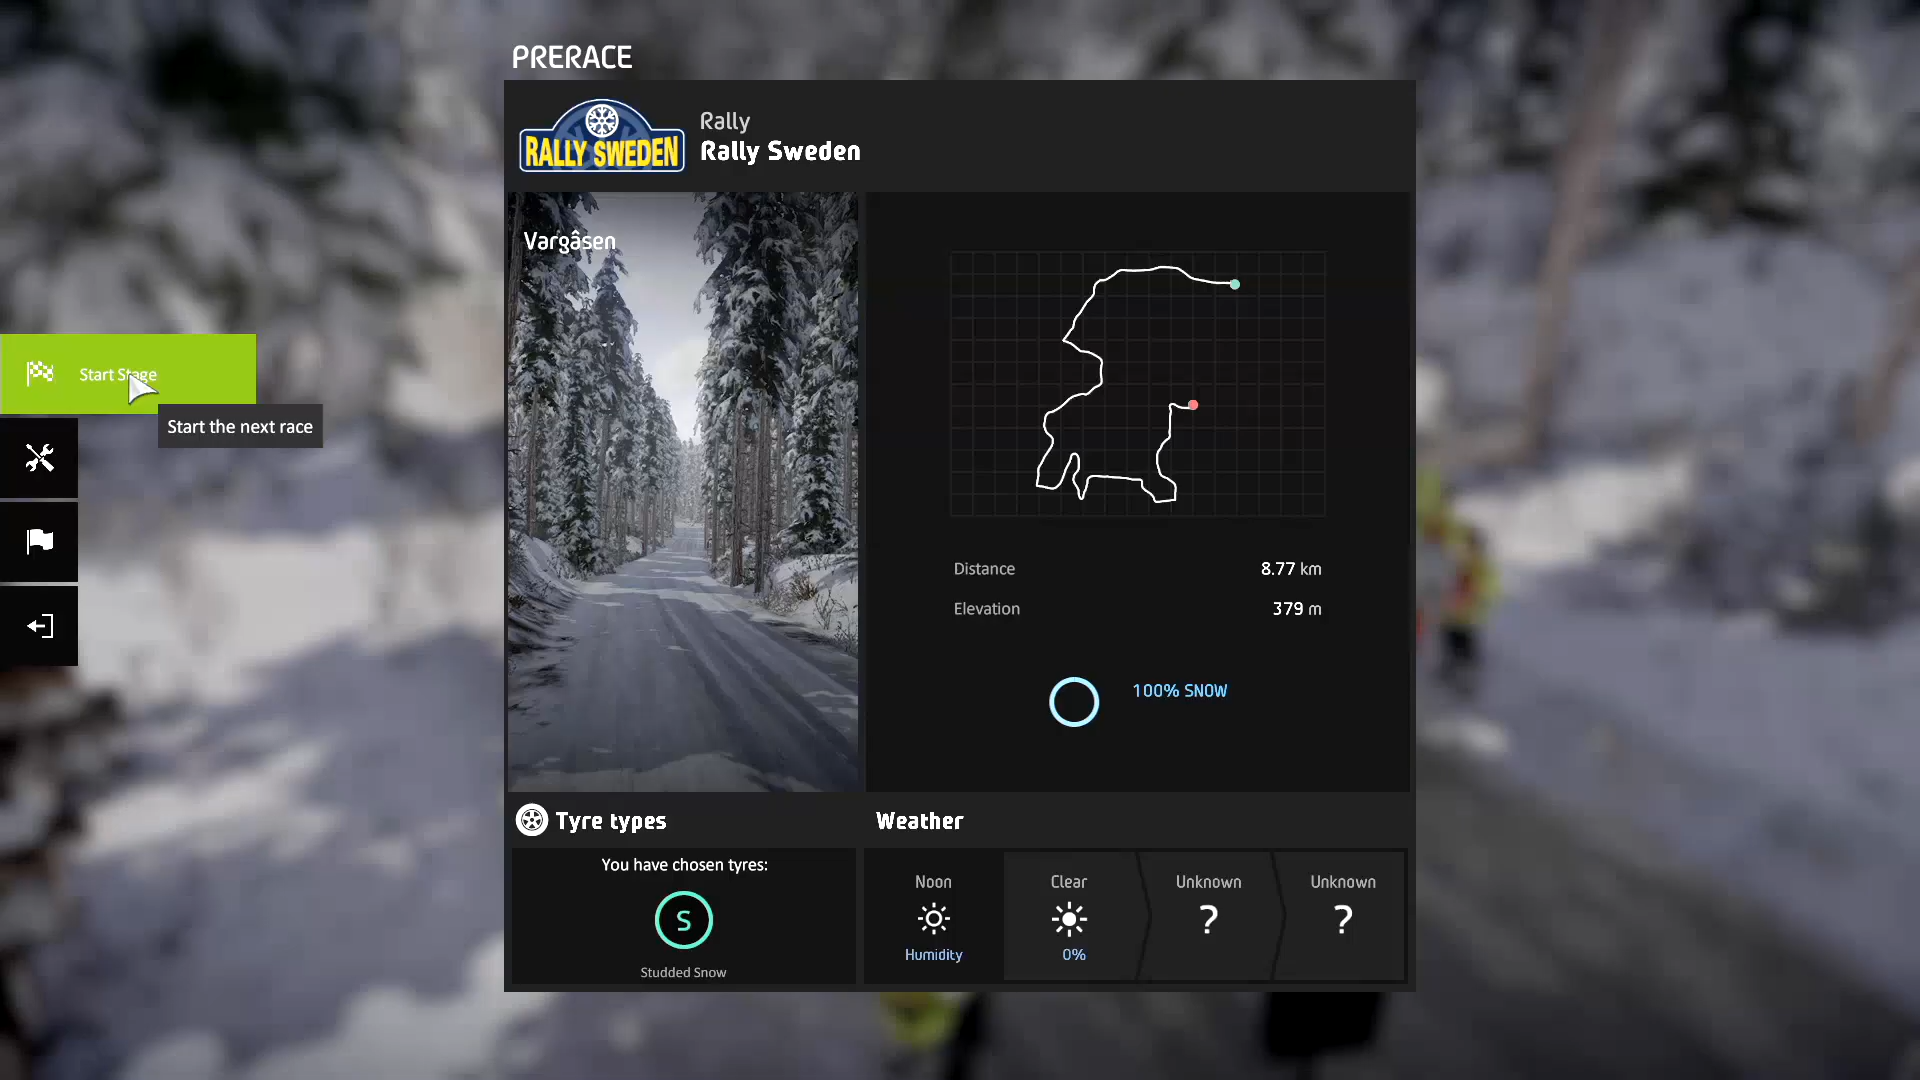 PRERACE
RALLY SWEDEN
Rally
Rally Sweden
Vargåsen
Start Stage
Start the next race
Distance 8.77 km
Elevation 379 m
100% SNOW
Tyre types
Weather
You have chosen tyres:
S
Studded Snow
Noon
Humidity
Clear
0%
Unknown
?
Unknown
?